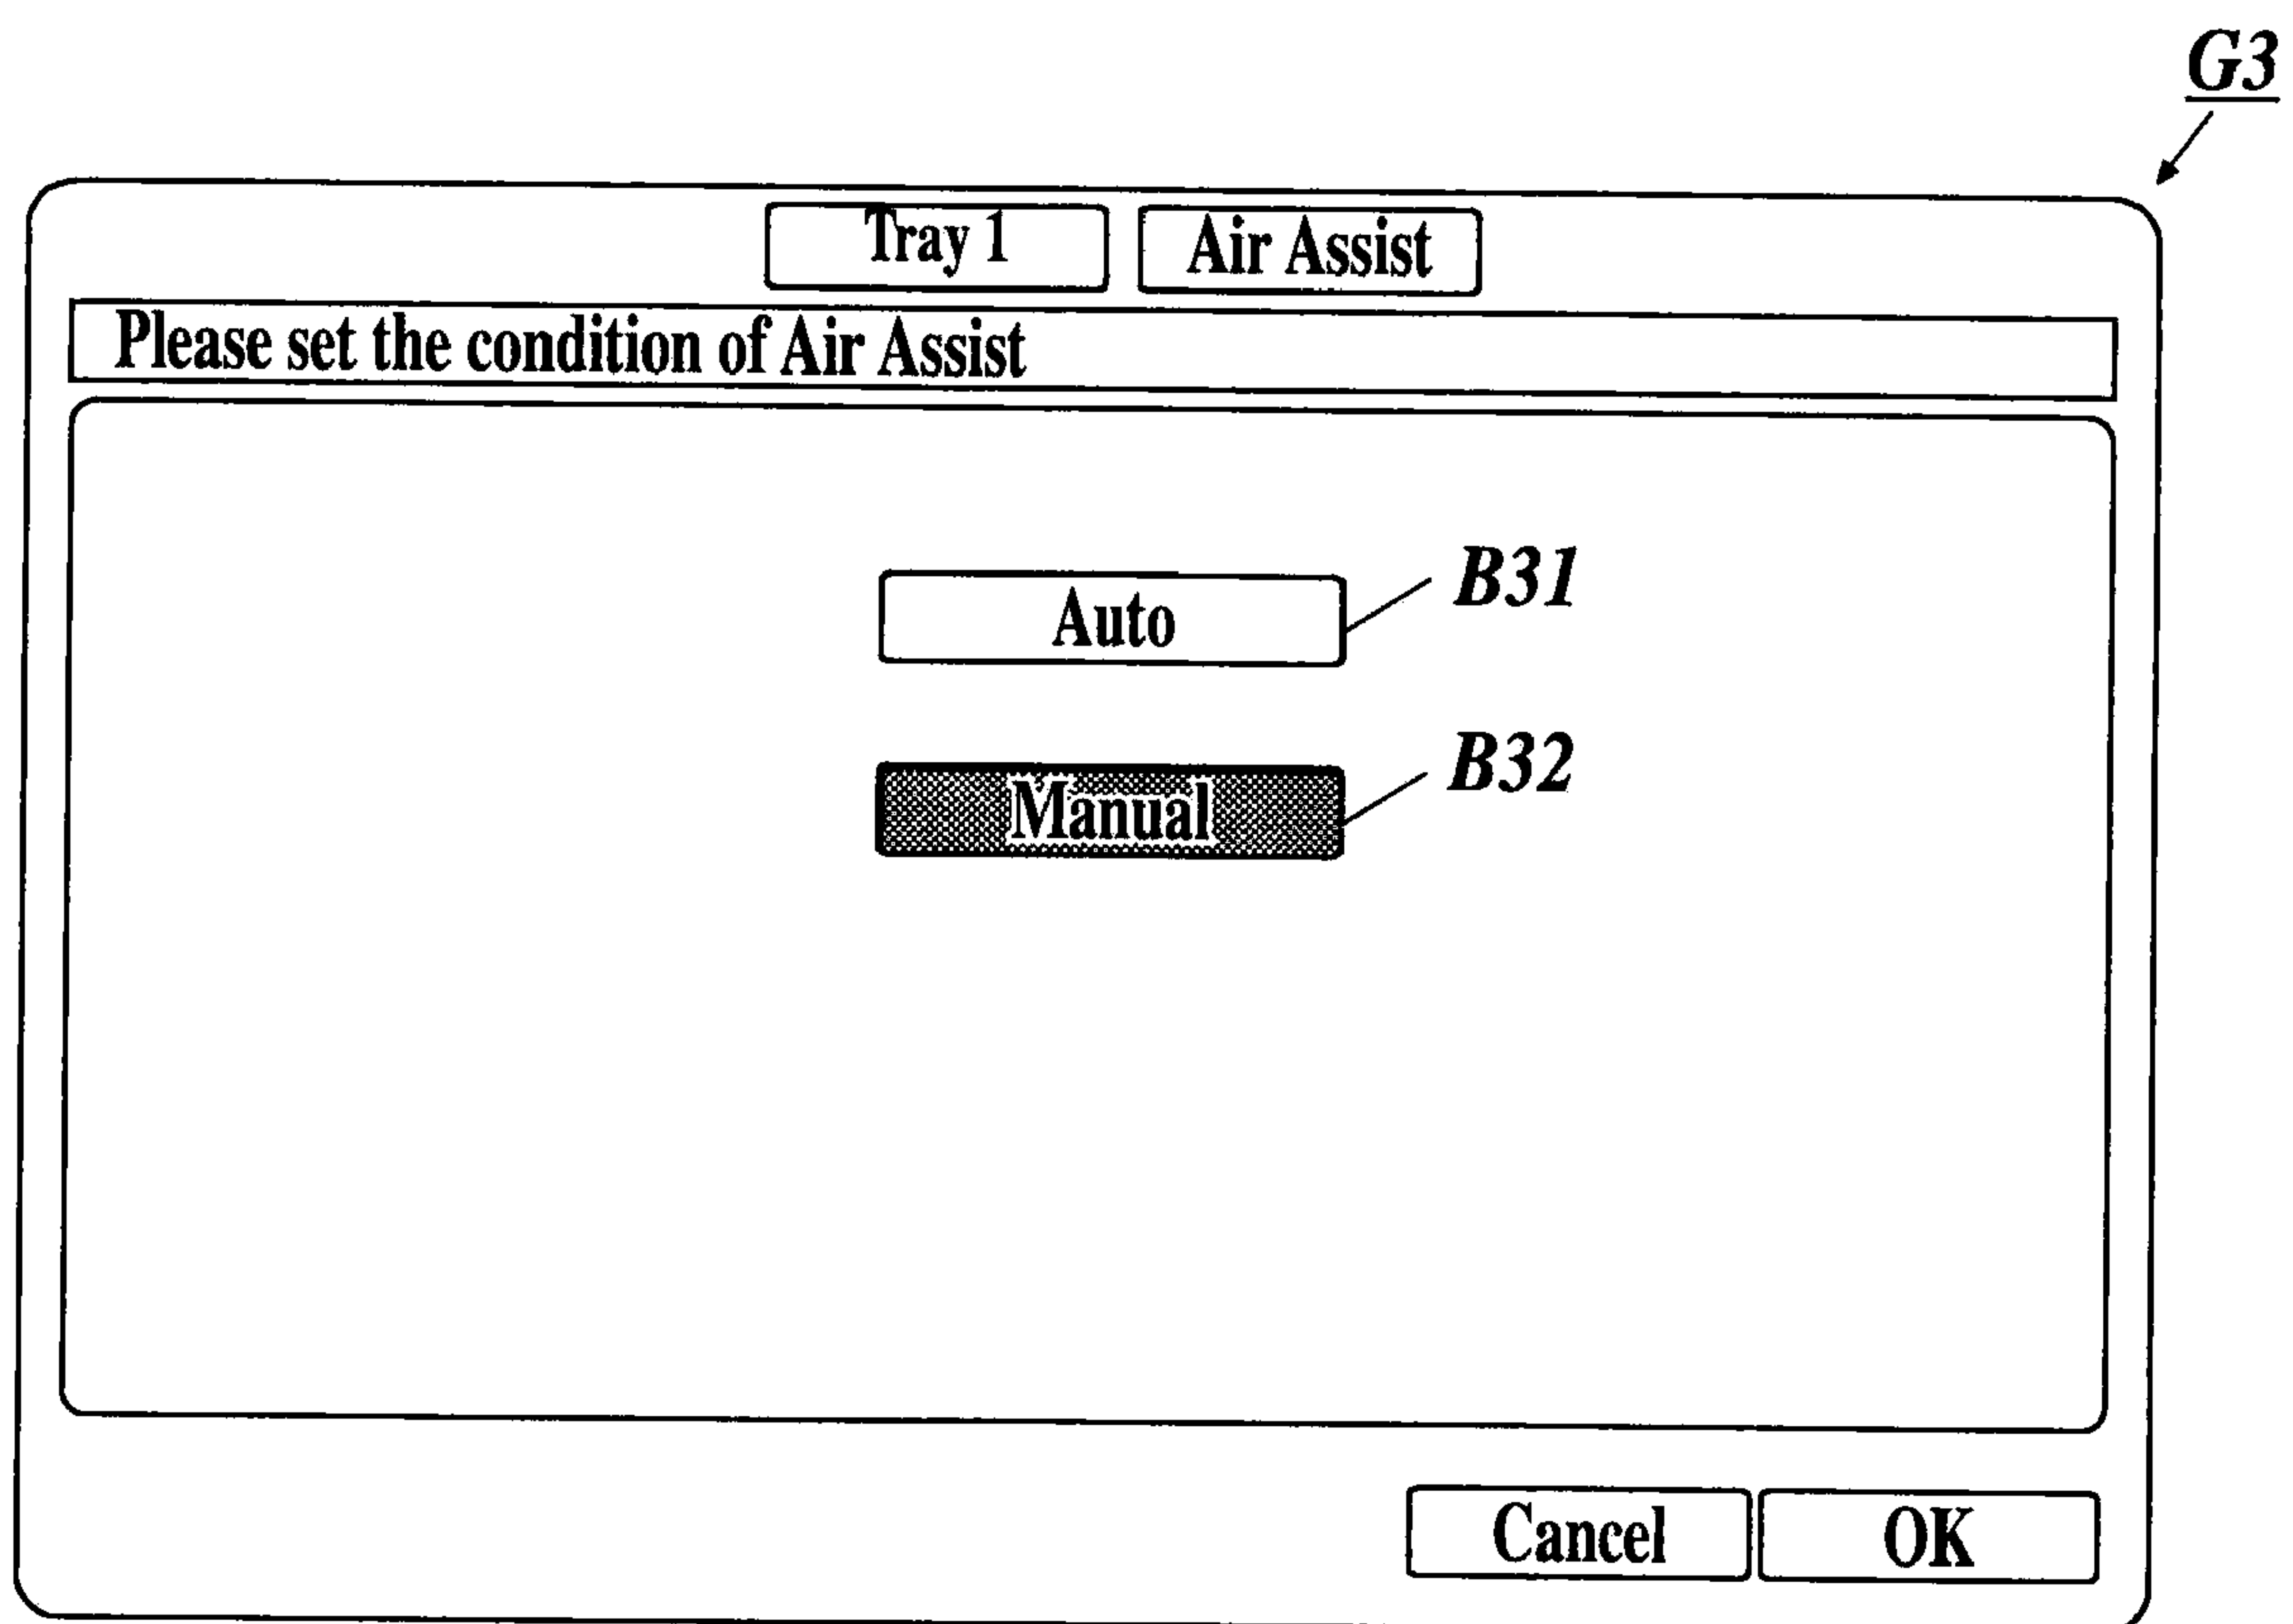 G3
Tray 1 Air Assist
Please set the condition of Air Assist
Auto B31
Manual B32
Cancel OK